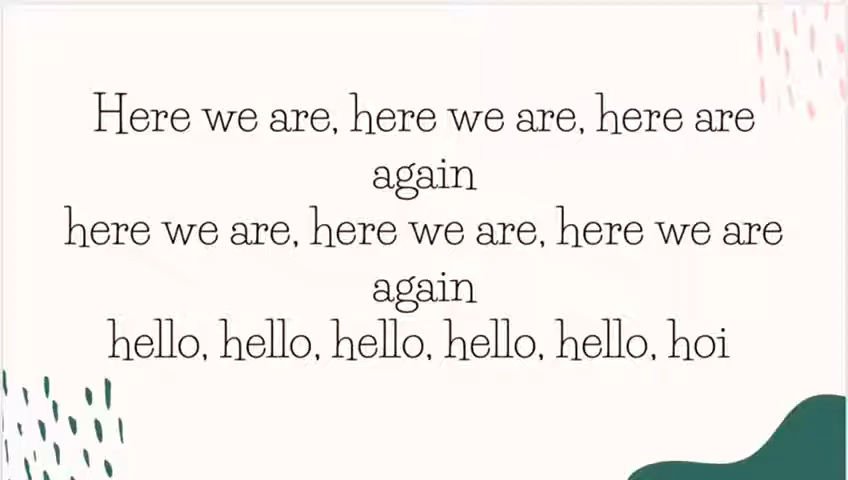 Here we are, here we are, here are
again
here we are, here we are, here we are
again
hello, hello, hello, hello, hello, hoi